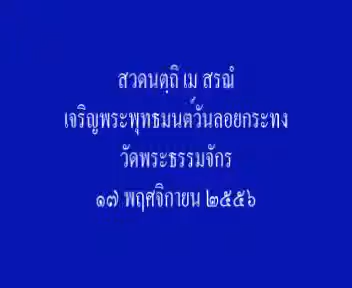 สวดนตฺถิ เม สรณํ
เจริญพระพุทธมนต์วันลอยกระทง
วัดพระธรรมจักร
๑๗ พฤศจิกายน ๒๕๕๖